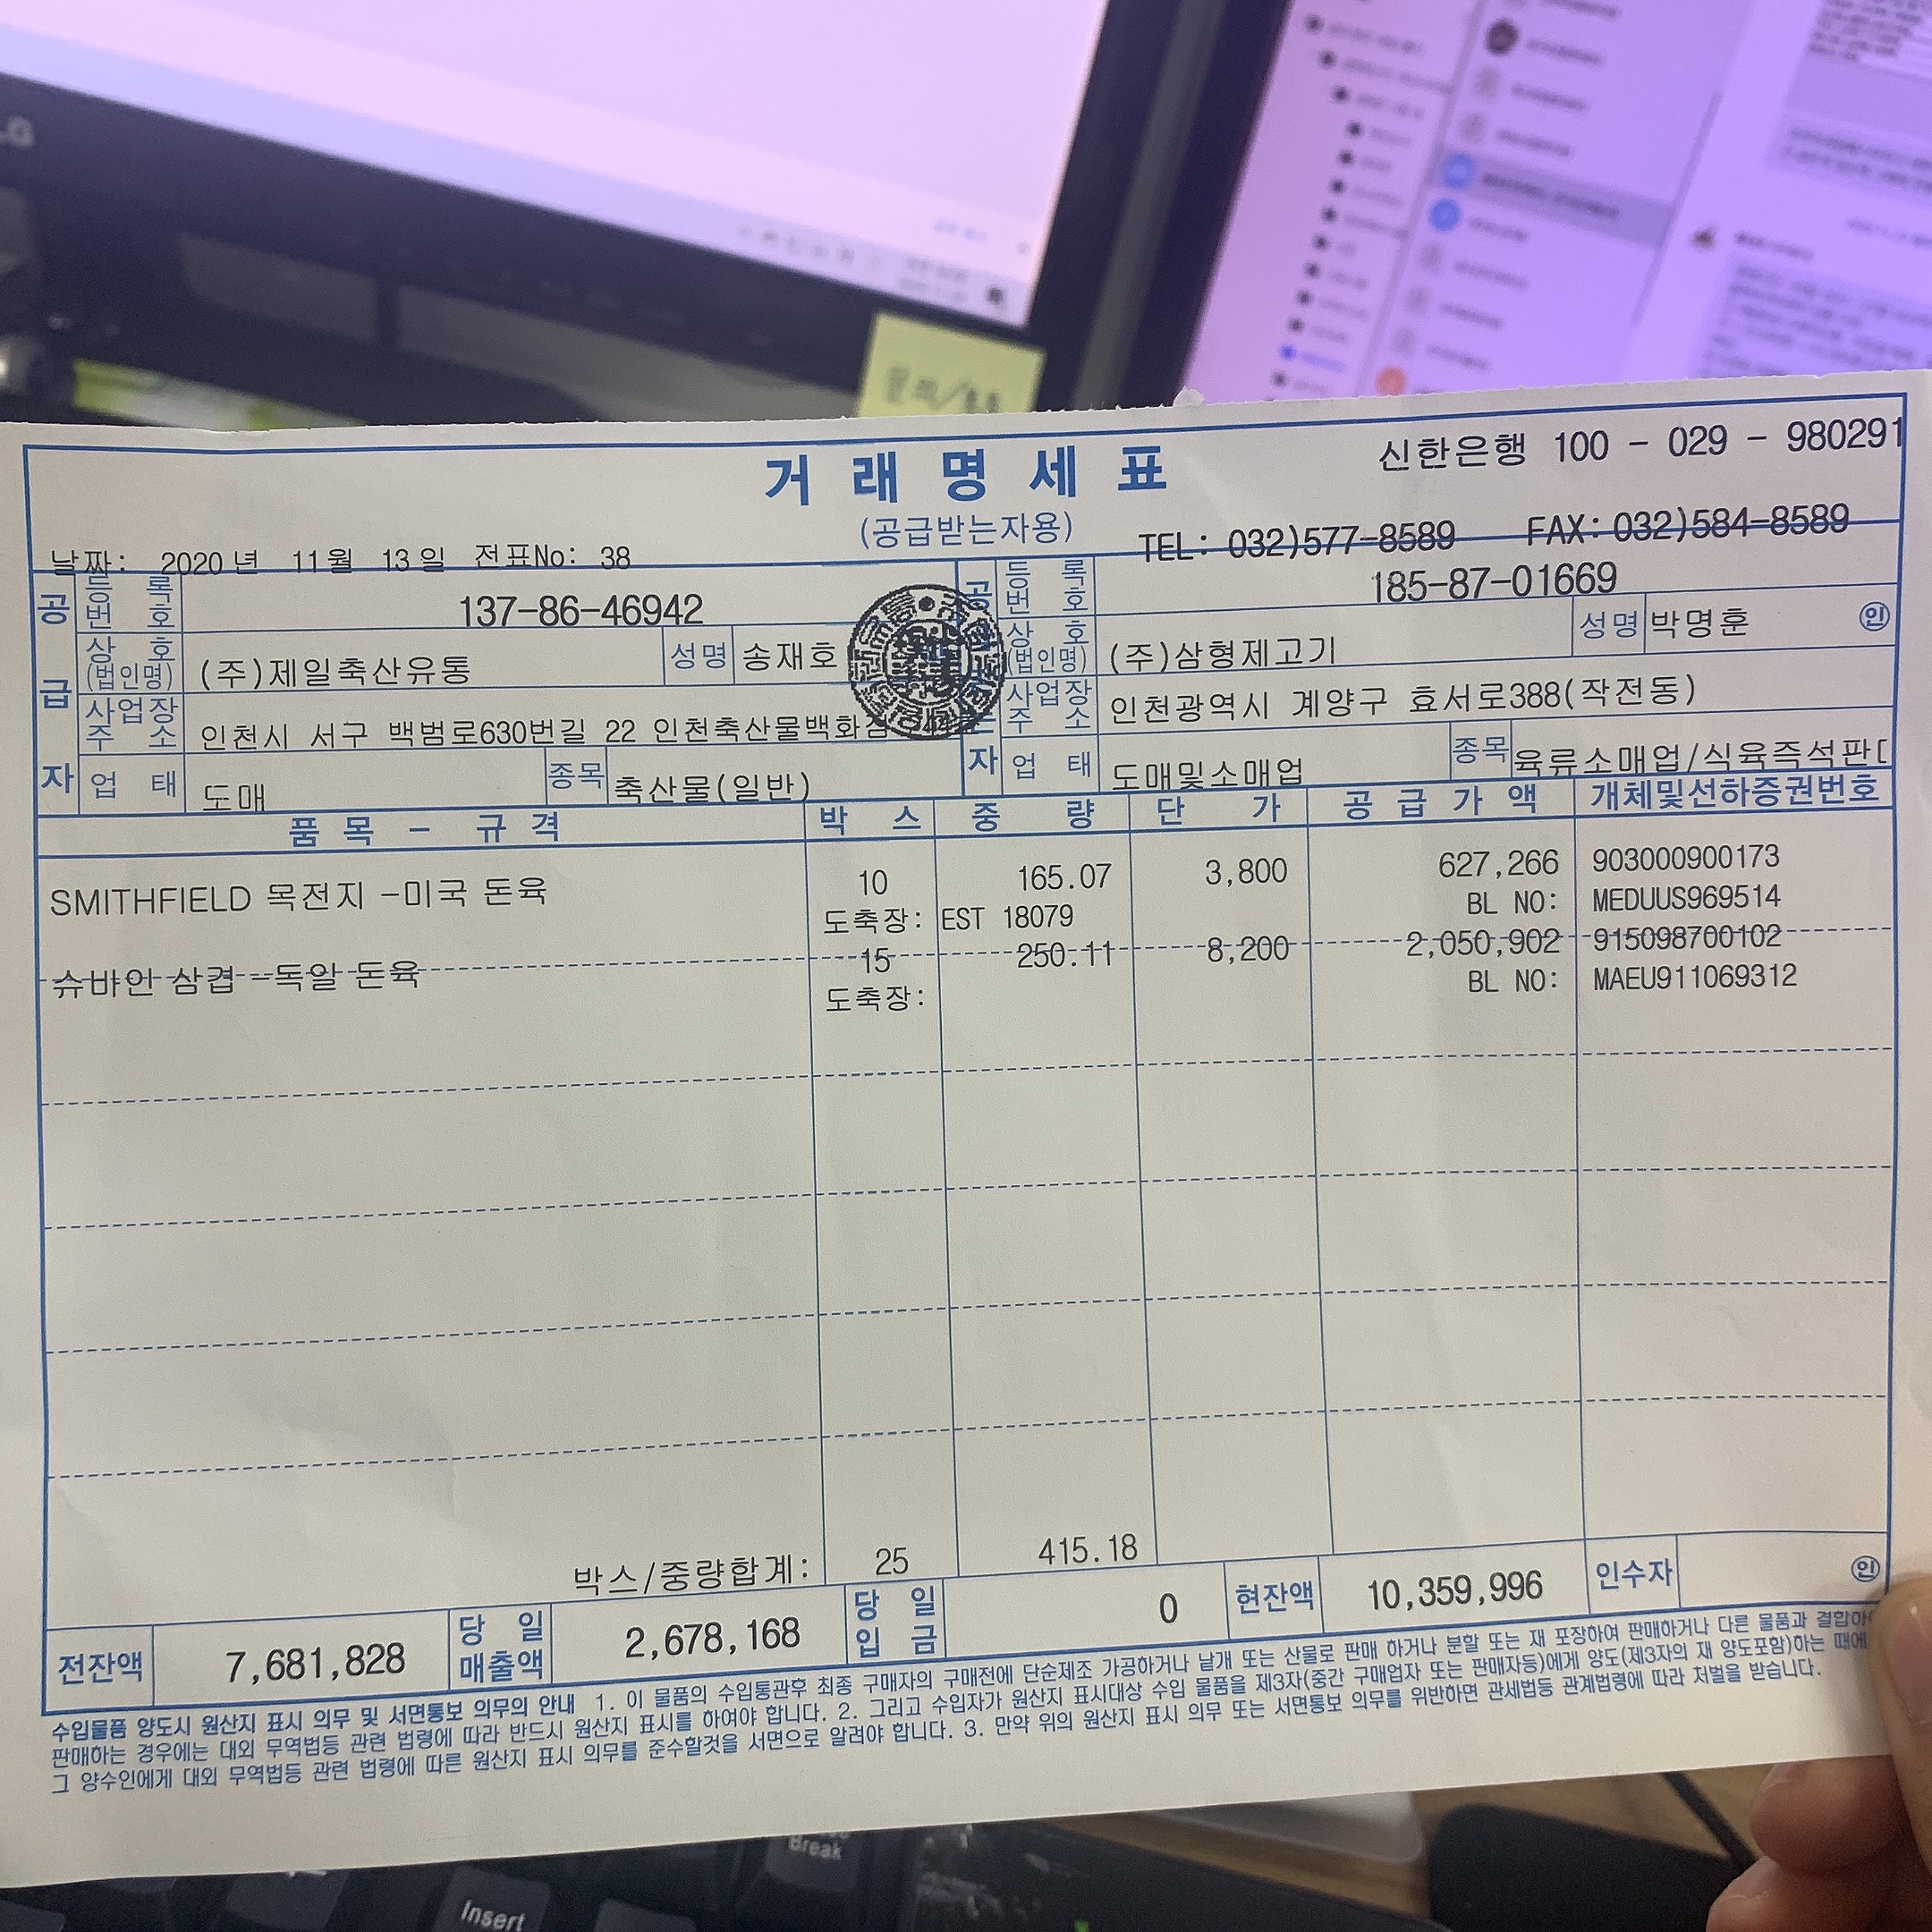 LG
거래명세표
(공급받는자용)
신한은행 100 - 029 - 980291
TEL: 032)577-8589 FAX: 032)584-8589
날짜: 2020 년 11 월 13 일 전표No: 38
공급자
등록번호 137-86-46942
상호(법인명) (주)제일축산유통 성명 송재호
사업장주소 인천시 서구 백범로630번길 22 인천축산물백화점
업태 도매 종목 축산물(일반)
등록번호 185-87-01669
상호(법인명) (주)삼형제고기 성명 박명훈 ㊞
사업장주소 인천광역시 계양구 효서로388(작전동)
업태 도매및소매업 종목 육류소매업/식육즉석판[
품목 - 규격 박스 중량 단가 공급가액 개체및선하증권번호
SMITHFIELD 목전지 -미국 돈육 10 165.07 3,800 627,266 903000900173
도축장: EST 18079 BL NO: MEDUUS969514
슈바인 삼겹 -독일 돈육 15 250.11 8,200 2,050,902 915098700102
도축장: BL NO: MAEU911069312
박스/중량합계: 25 415.18
전잔액 7,681,828 당일매출액 2,678,168 당일입금 0 현잔액 10,359,996 인수자 ㊞
수입물품 양도시 원산지 표시 의무 및 서면통보 의무의 안내 1. 이 물품의 수입통관후 최종 구매자의 구매전에 단순제조 가공하거나 낱개 또는 산물로 판매 하거나 분할 또는 재 포장하여 판매하거나 다른 물품과 결합하여
판매하는 경우에는 대외 무역법등 관련 법령에 따라 반드시 원산지 표시를 하여야 합니다. 2. 그리고 수입자가 원산지 표시대상 수입 물품을 제3자(중간 구매업자 또는 판매자등)에게 양도(제3자의 재 양도포함)하는 때에
그 양수인에게 대외 무역법등 관련 법령에 따른 원산지 표시 의무를 준수할것을 서면으로 알려야 합니다. 3. 만약 위의 원산지 표시 의무 또는 서면통보 의무를 위반하면 관세법등 관계법령에 따라 처벌을 받습니다.
Break
Insert